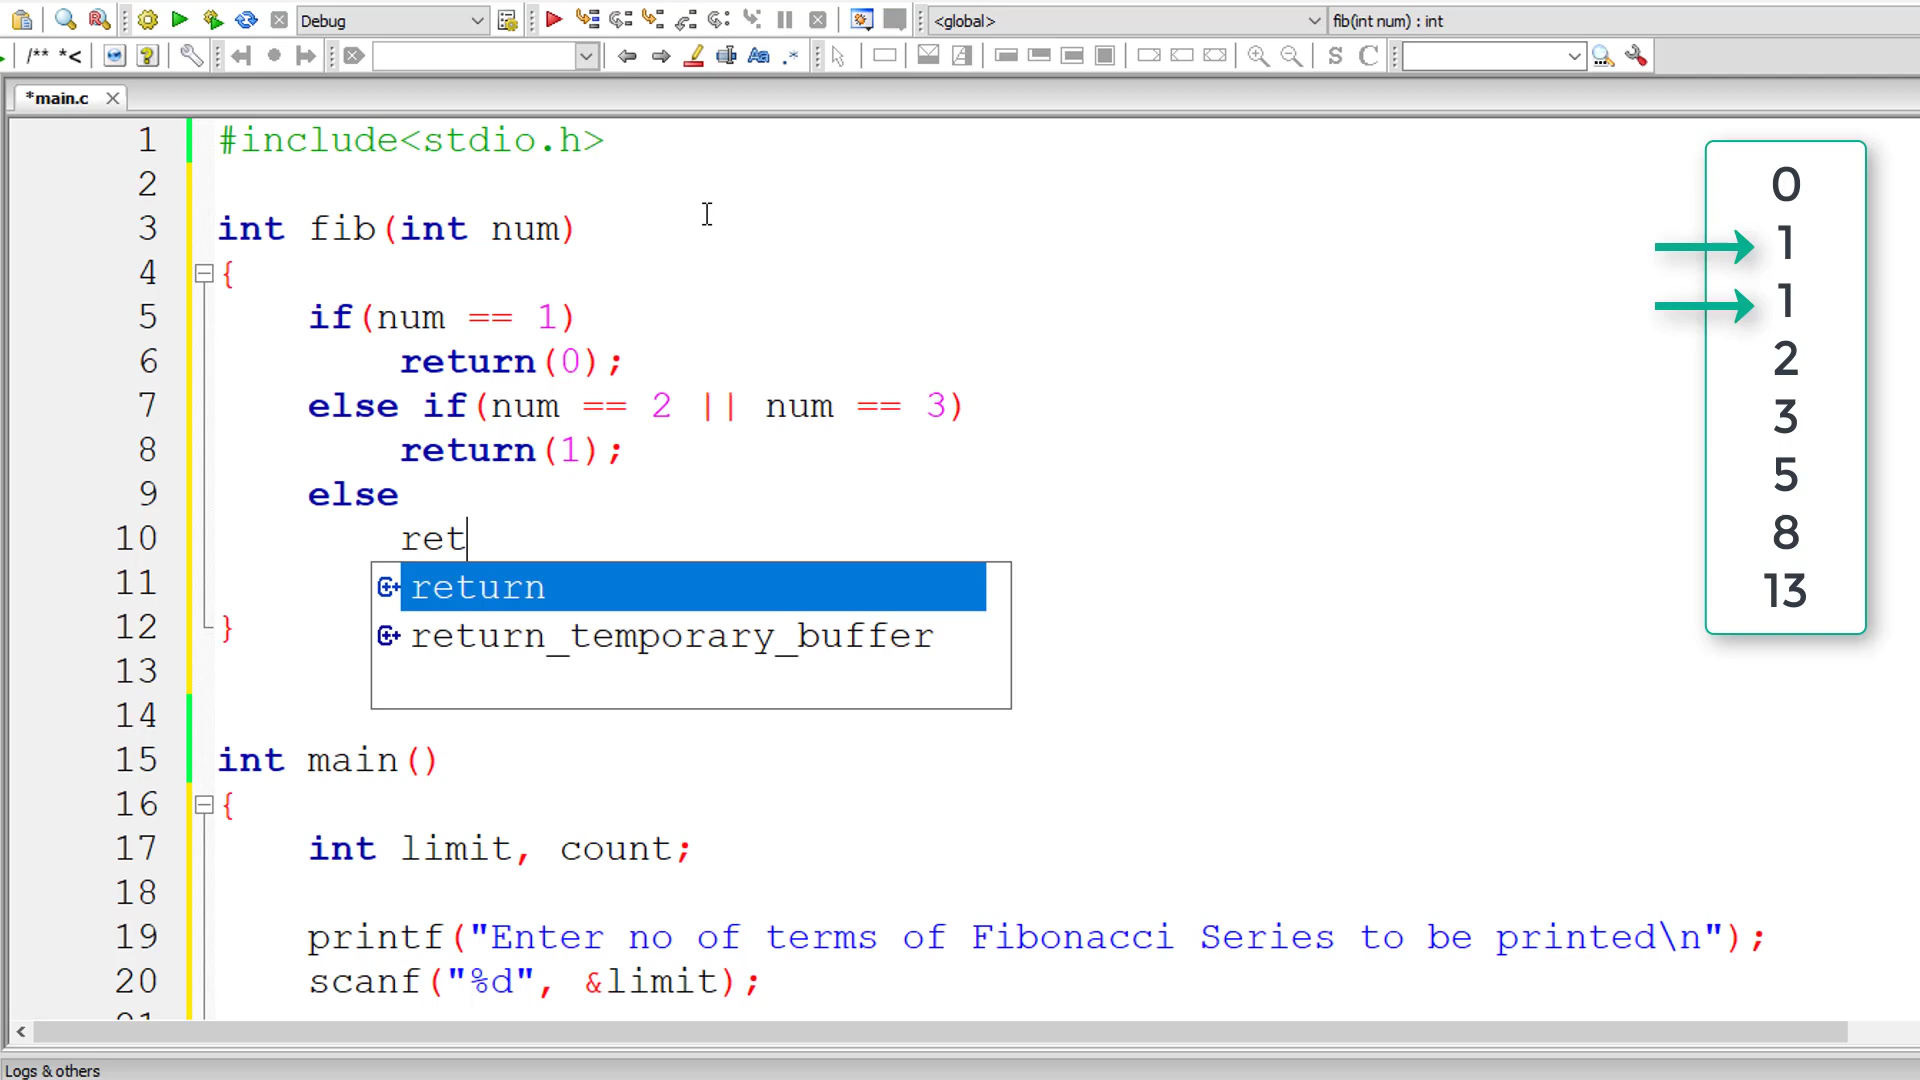 Debug
<global>
fib(int num) : int
/** *<
Aa
.*
S
C
*main.c
1 #include<stdio.h>
2
3 int fib(int num)
4 {
5 if(num == 1)
6 return(0);
7 else if(num == 2 || num == 3)
8 return(1);
9 else
10 ret
11
return
return_temporary_buffer
12 }
13
14
15 int main()
16 {
17 int limit, count;
18
19 printf("Enter no of terms of Fibonacci Series to be printed\n");
20 scanf("%d", &limit);
21
0
1
1
2
3
5
8
13
Logs & others